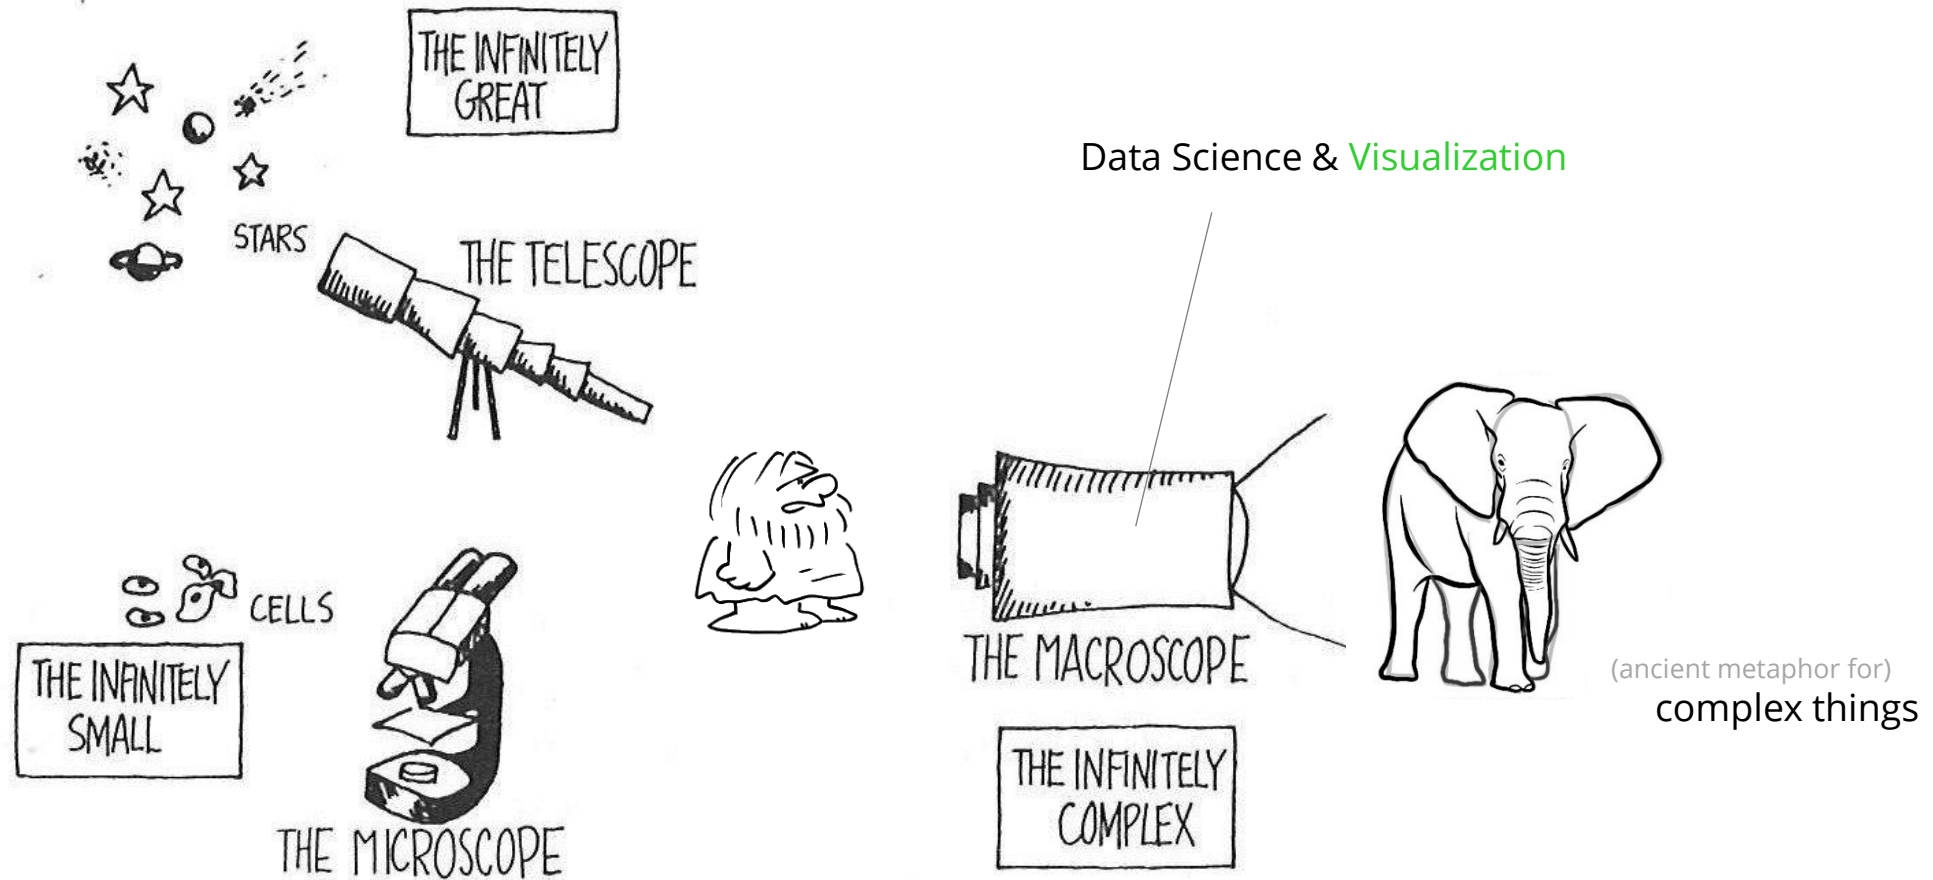 THE INFINITELY
GREAT
STARS
THE TELESCOPE
CELLS
THE INFINITELY
SMALL
THE MICROSCOPE
Data Science & Visualization
THE MACROSCOPE
THE INFINITELY
COMPLEX
(ancient metaphor for)
complex things